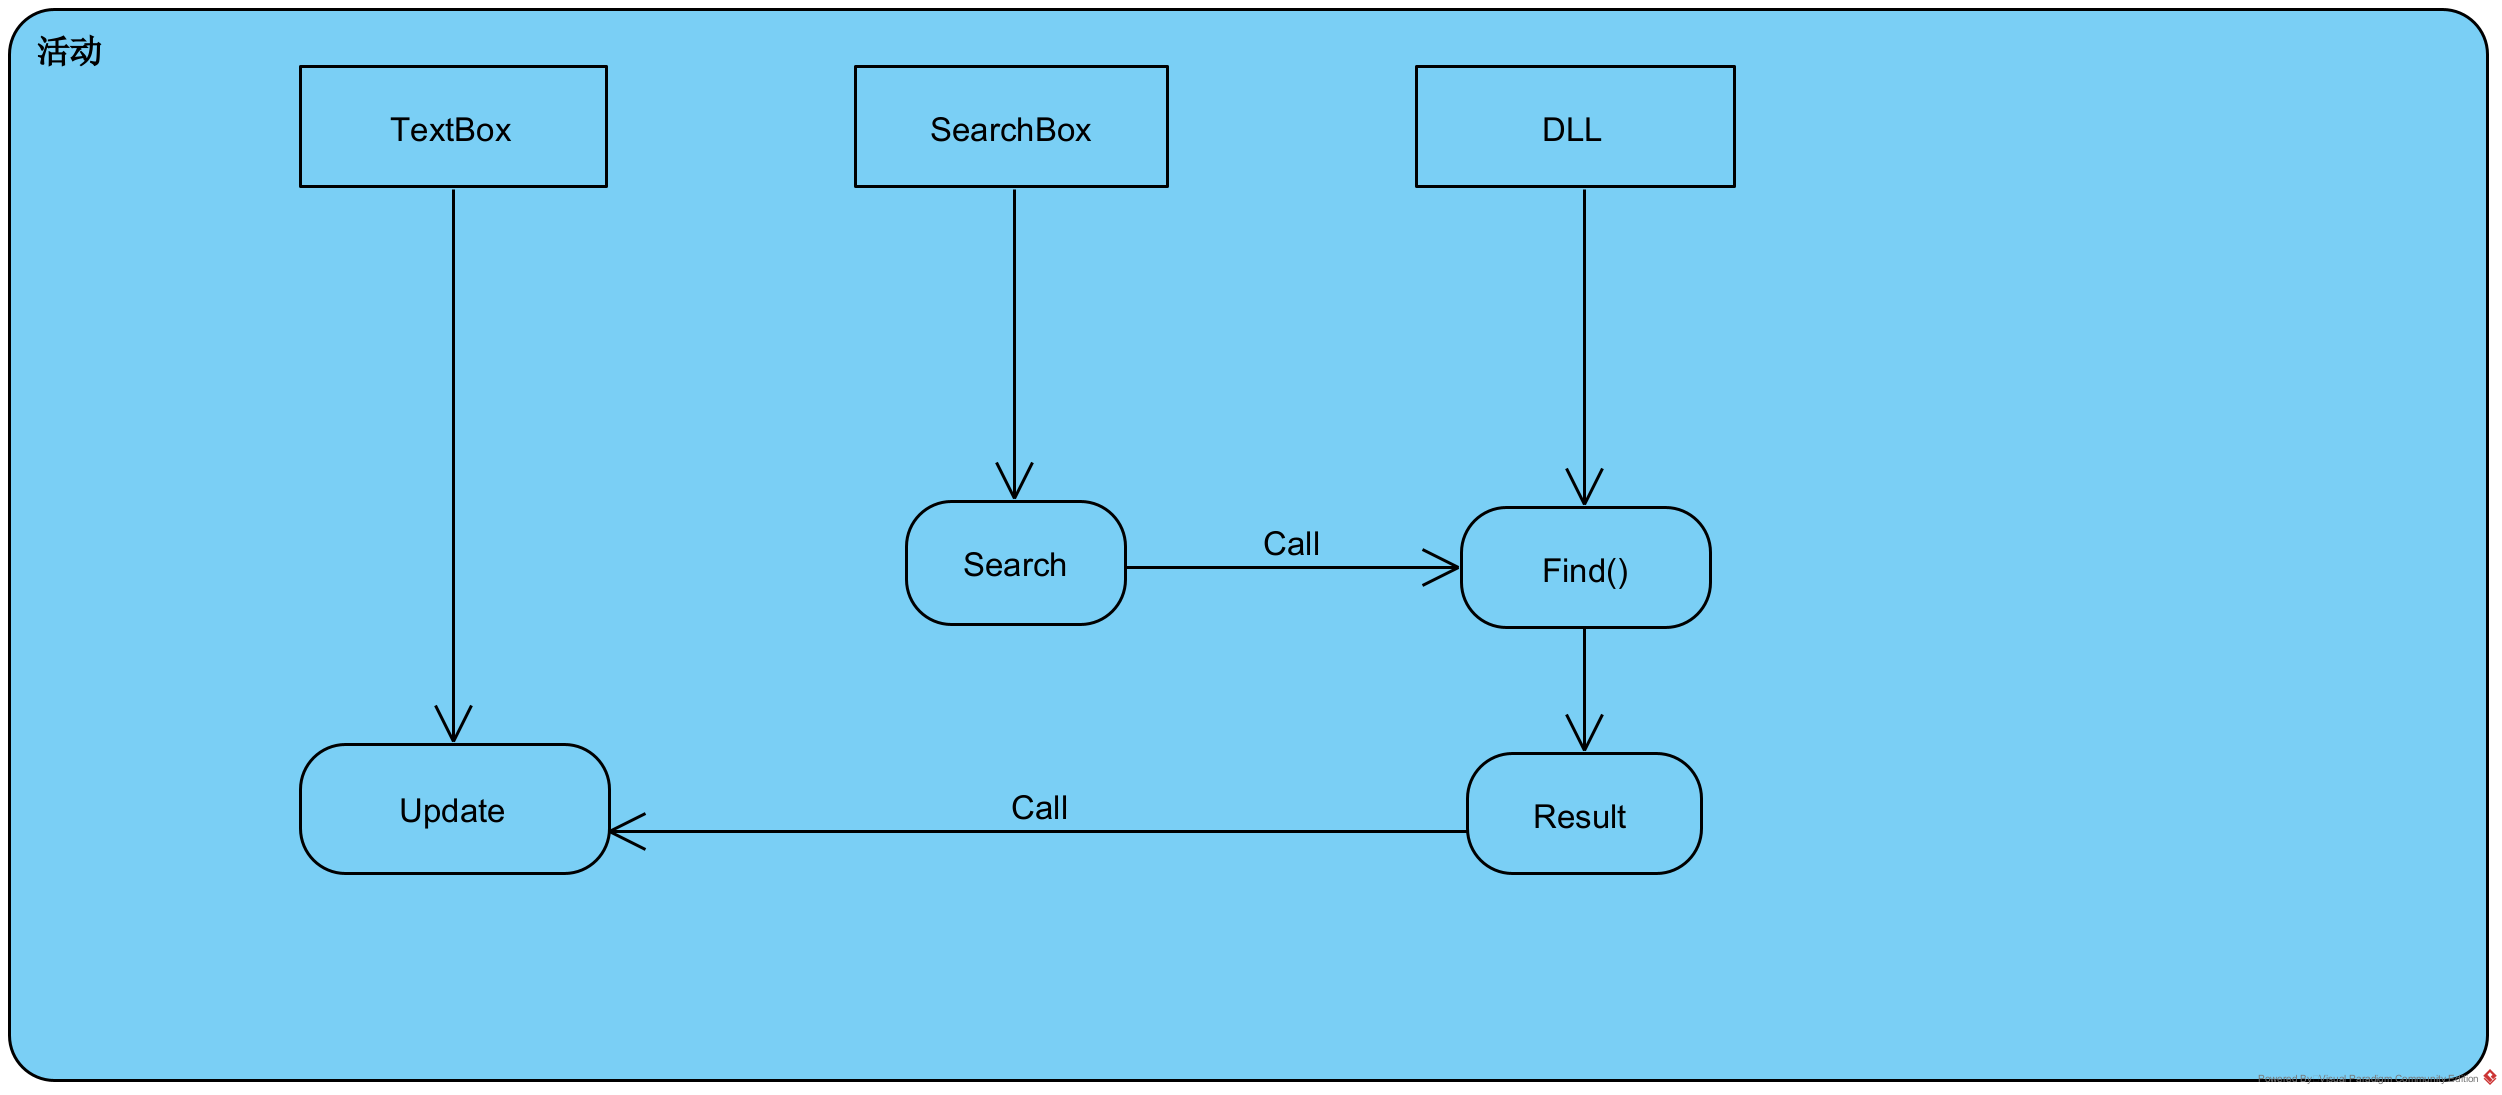 活动
TextBox
SearchBox
DLL
Call
Search
Find()
Call
Update
Result
Powered By Visual Paradigm Community Edition